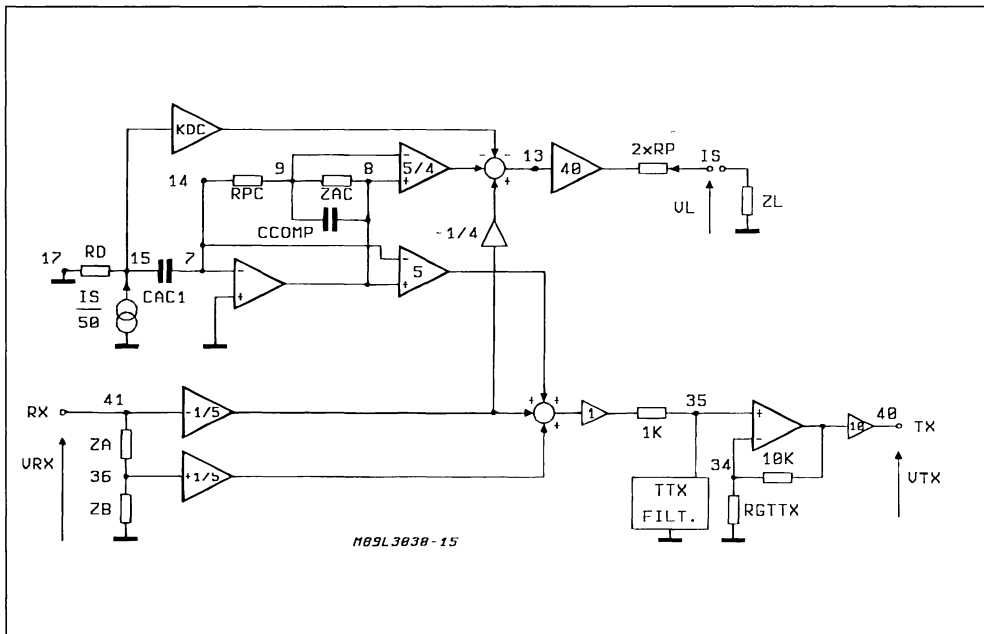 KDC
14
RPC
9
ZAC
8
CCOMP
-
5/4
+
- -
+
13
40
2xRP
IS
VL
ZL
-1/4
17
RD
15
7
CAC1
IS
50
-
+
-
5
+
RX
41
-1/5
VRX
ZA
36
+1/5
ZB
+ +
+
1
1K
35
TTX
FILT.
+
-
34
10K
RGTTX
10
40
TX
VTX
M89L3030-15